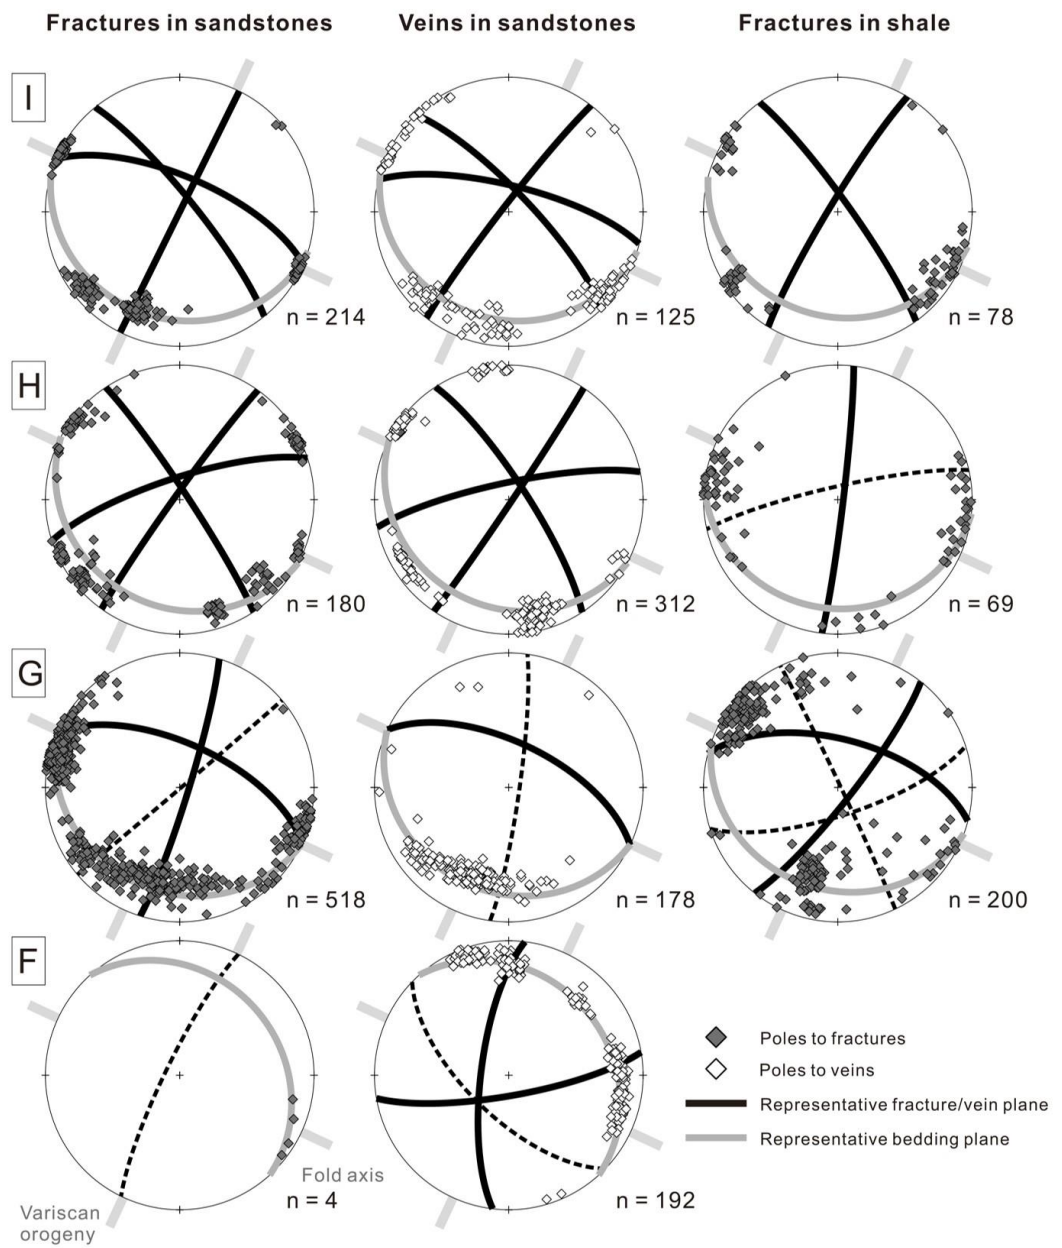 Fractures in sandstones
Veins in sandstones
Fractures in shale
I
n = 214
n = 125
n = 78
H
n = 180
n = 312
n = 69
G
n = 518
n = 178
n = 200
F
Poles to fractures
Poles to veins
Representative fracture/vein plane
Representative bedding plane
Fold axis
n = 4
n = 192
Variscan
orogeny